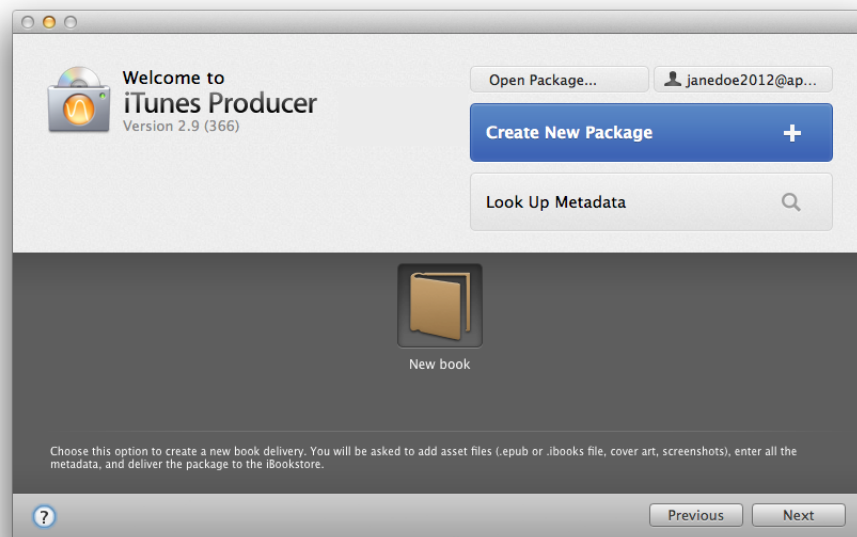 Welcome to
iTunes Producer
Version 2.9 (366)
Open Package...
janedoe2012@ap...
Create New Package
Look Up Metadata
New book
Choose this option to create a new book delivery. You will be asked to add asset files (.epub or .ibooks file, cover art, screenshots), enter all the
metadata, and deliver the package to the iBookstore.
?
Previous
Next